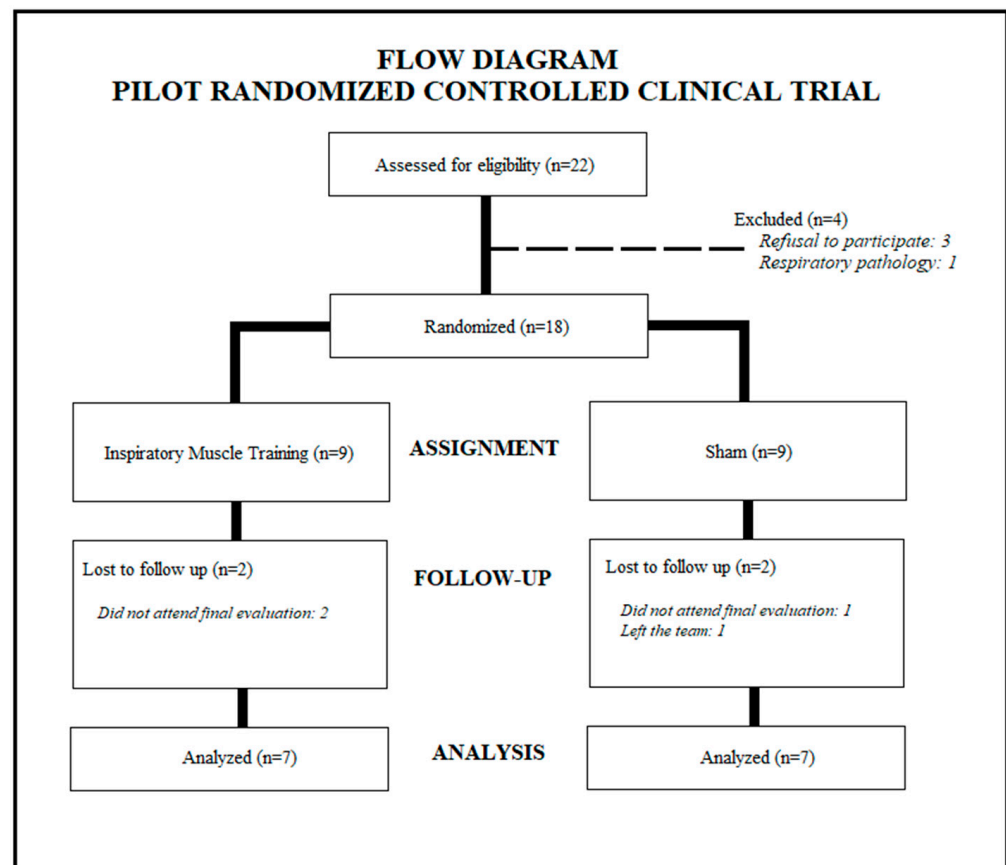 FLOW DIAGRAM
PILOT RANDOMIZED CONTROLLED CLINICAL TRIAL
Assessed for eligibility (n=22)
Excluded (n=4)
Refusal to participate: 3
Respiratory pathology: 1
Randomized (n=18)
Inspiratory Muscle Training (n=9)
ASSIGNMENT
Sham (n=9)
Lost to follow up (n=2)
Did not attend final evaluation: 2
FOLLOW-UP
Lost to follow up (n=2)
Did not attend final evaluation: 1
Left the team: 1
Analyzed (n=7)
ANALYSIS
Analyzed (n=7)